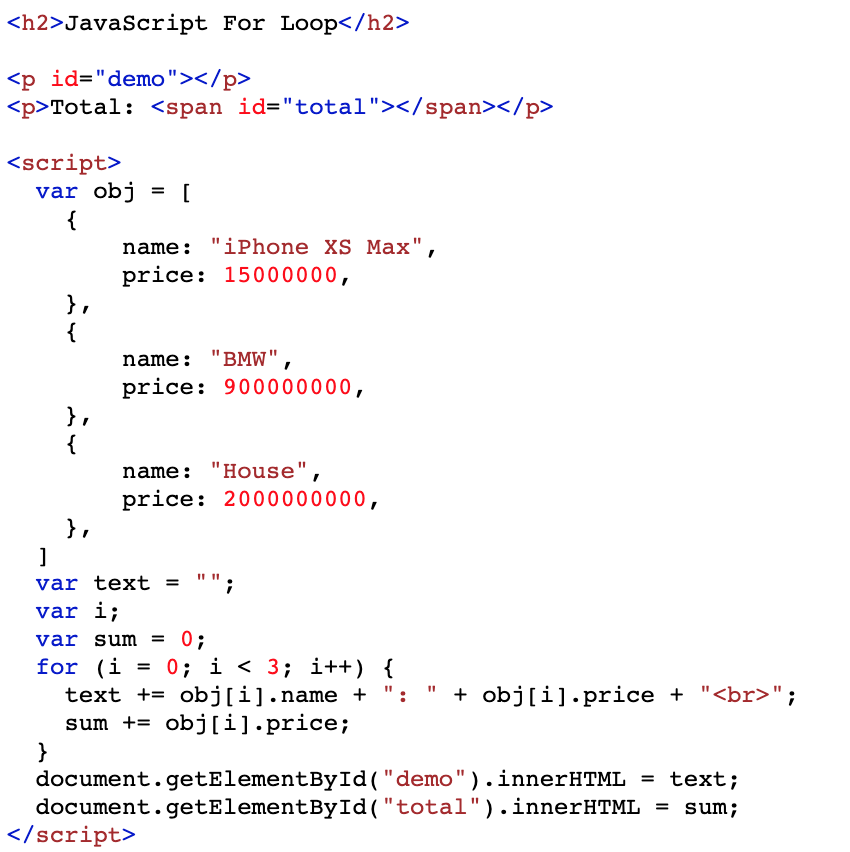 <h2>JavaScript For Loop</h2>

<p id="demo"></p>
<p>Total: <span id="total"></span></p>

<script>
  var obj = [
    {
        name: "iPhone XS Max",
        price: 15000000,
    },
    {
        name: "BMW",
        price: 900000000,
    },
    {
        name: "House",
        price: 2000000000,
    },
  ]
  var text = "";
  var i;
  var sum = 0;
  for (i = 0; i < 3; i++) {
    text += obj[i].name + ": " + obj[i].price + "<br>";
    sum += obj[i].price;
  }
  document.getElementById("demo").innerHTML = text;
  document.getElementById("total").innerHTML = sum;
</script>